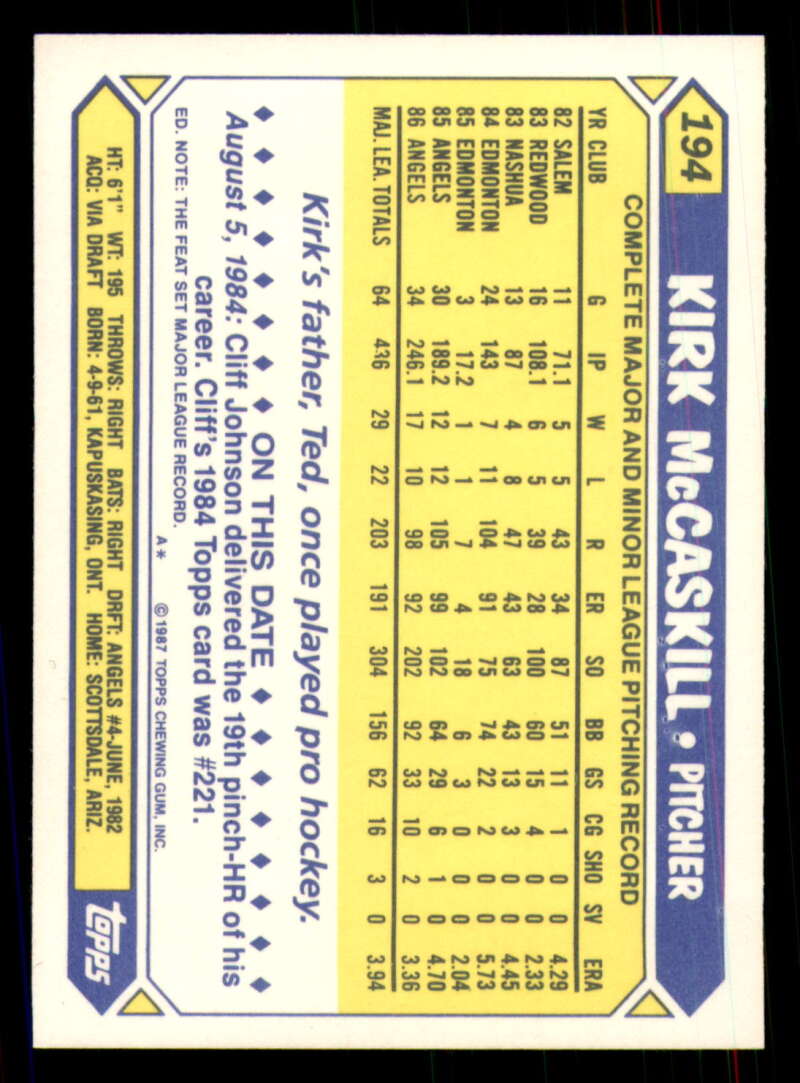 194 KIRK McCASKILL • PITCHER
COMPLETE MAJOR AND MINOR LEAGUE PITCHING RECORD
YR CLUB G IP W L R ER SO BB GS CG SHO SV ERA
82 SALEM 11 71.1 5 5 43 34 87 51 11 1 0 0 4.29
83 REDWOOD 16 108.1 6 5 39 28 100 60 15 4 0 0 2.33
83 NASHUA 13 87 4 8 47 43 63 43 13 3 0 0 4.45
84 EDMONTON 24 143 7 11 104 91 75 74 22 2 0 0 5.73
85 EDMONTON 3 17.2 1 1 7 4 18 6 3 0 0 0 2.04
85 ANGELS 30 189.2 12 12 105 99 102 64 29 6 1 0 4.70
86 ANGELS 34 246.1 17 10 98 92 202 92 33 10 2 0 3.36
MAJ. LEA. TOTALS 64 436 29 22 203 191 304 156 62 16 3 0 3.94
Kirk's father, Ted, once played pro hockey.
◆ ◆ ◆ ◆ ◆ ◆ ◆ ◆ ON THIS DATE ◆ ◆ ◆ ◆ ◆ ◆ ◆ ◆
August 5, 1984: Cliff Johnson delivered the 19th pinch-HR of his
career. Cliff's 1984 Topps card was #221.
ED. NOTE: THE FEAT SET MAJOR LEAGUE RECORD.
A* ©1987 TOPPS CHEWING GUM, INC.
HT: 6'1" WT: 195 THROWS: RIGHT BATS: RIGHT DRFT: ANGELS #4-JUNE, 1982
ACQ: VIA DRAFT BORN: 4-9-61, KAPUSKASING, ONT. HOME: SCOTTSDALE, ARIZ.
topps